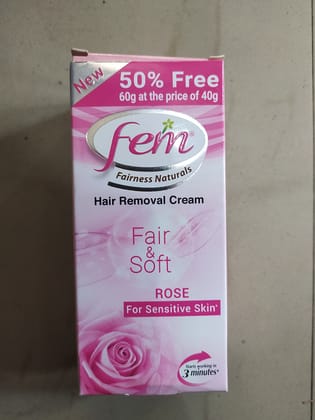 New
50% Free
60g at the price of 40g
fem®
Fairness Naturals
Hair Removal Cream
Fair
&
Soft
ROSE
For Sensitive Skin*
Starts working in
3 minutes*